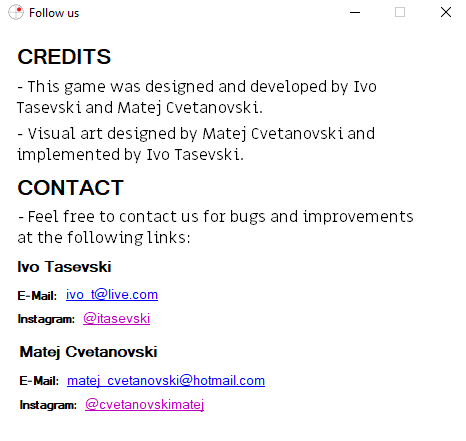 Follow us
CREDITS
- This game was designed and developed by Ivo
Tasevski and Matej Cvetanovski.
- Visual art designed by Matej Cvetanovski and
implemented by Ivo Tasevski.
CONTACT
- Feel free to contact us for bugs and improvements
at the following links:
Ivo Tasevski
E-Mail: ivo_t@live.com
Instagram: @itasevski
Matej Cvetanovski
E-Mail: matej_cvetanovski@hotmail.com
Instagram: @cvetanovskimatej